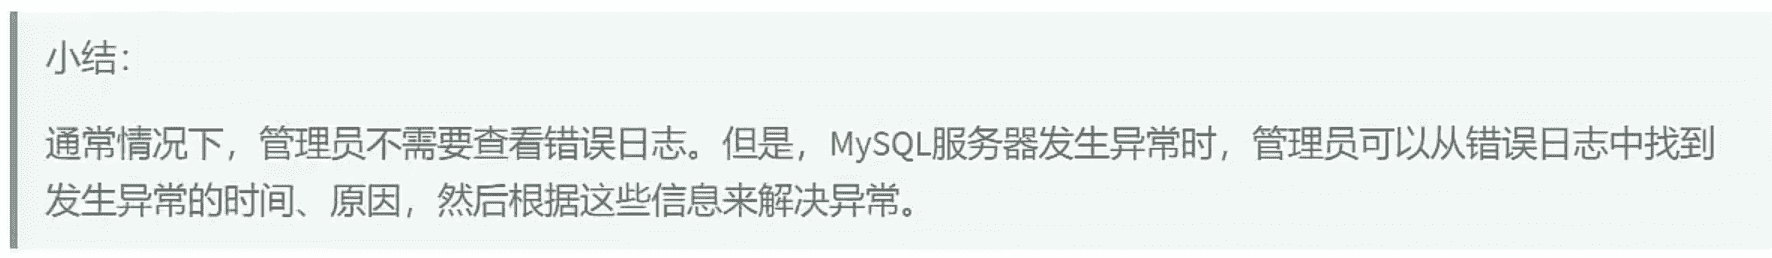 小结：
通常情况下，管理员不需要查看错误日志。但是，MySQL服务器发生异常时，管理员可以从错误日志中找到
发生异常的时间、原因，然后根据这些信息来解决异常。